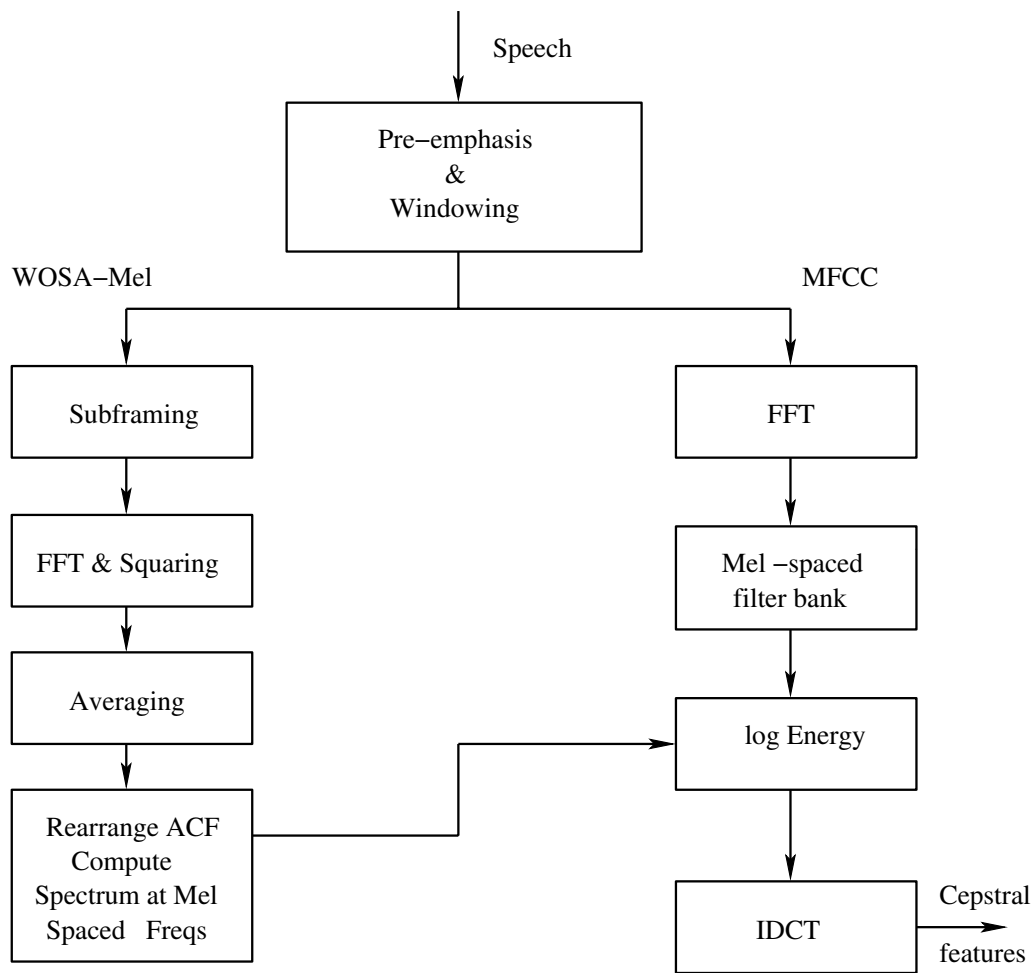 Speech
Pre−emphasis
&
Windowing
WOSA−Mel
MFCC
Subframing
FFT
FFT & Squaring
Mel −spaced
filter bank
Averaging
log Energy
Rearrange ACF
Compute
Spectrum at Mel
Spaced Freqs
IDCT
Cepstral
features